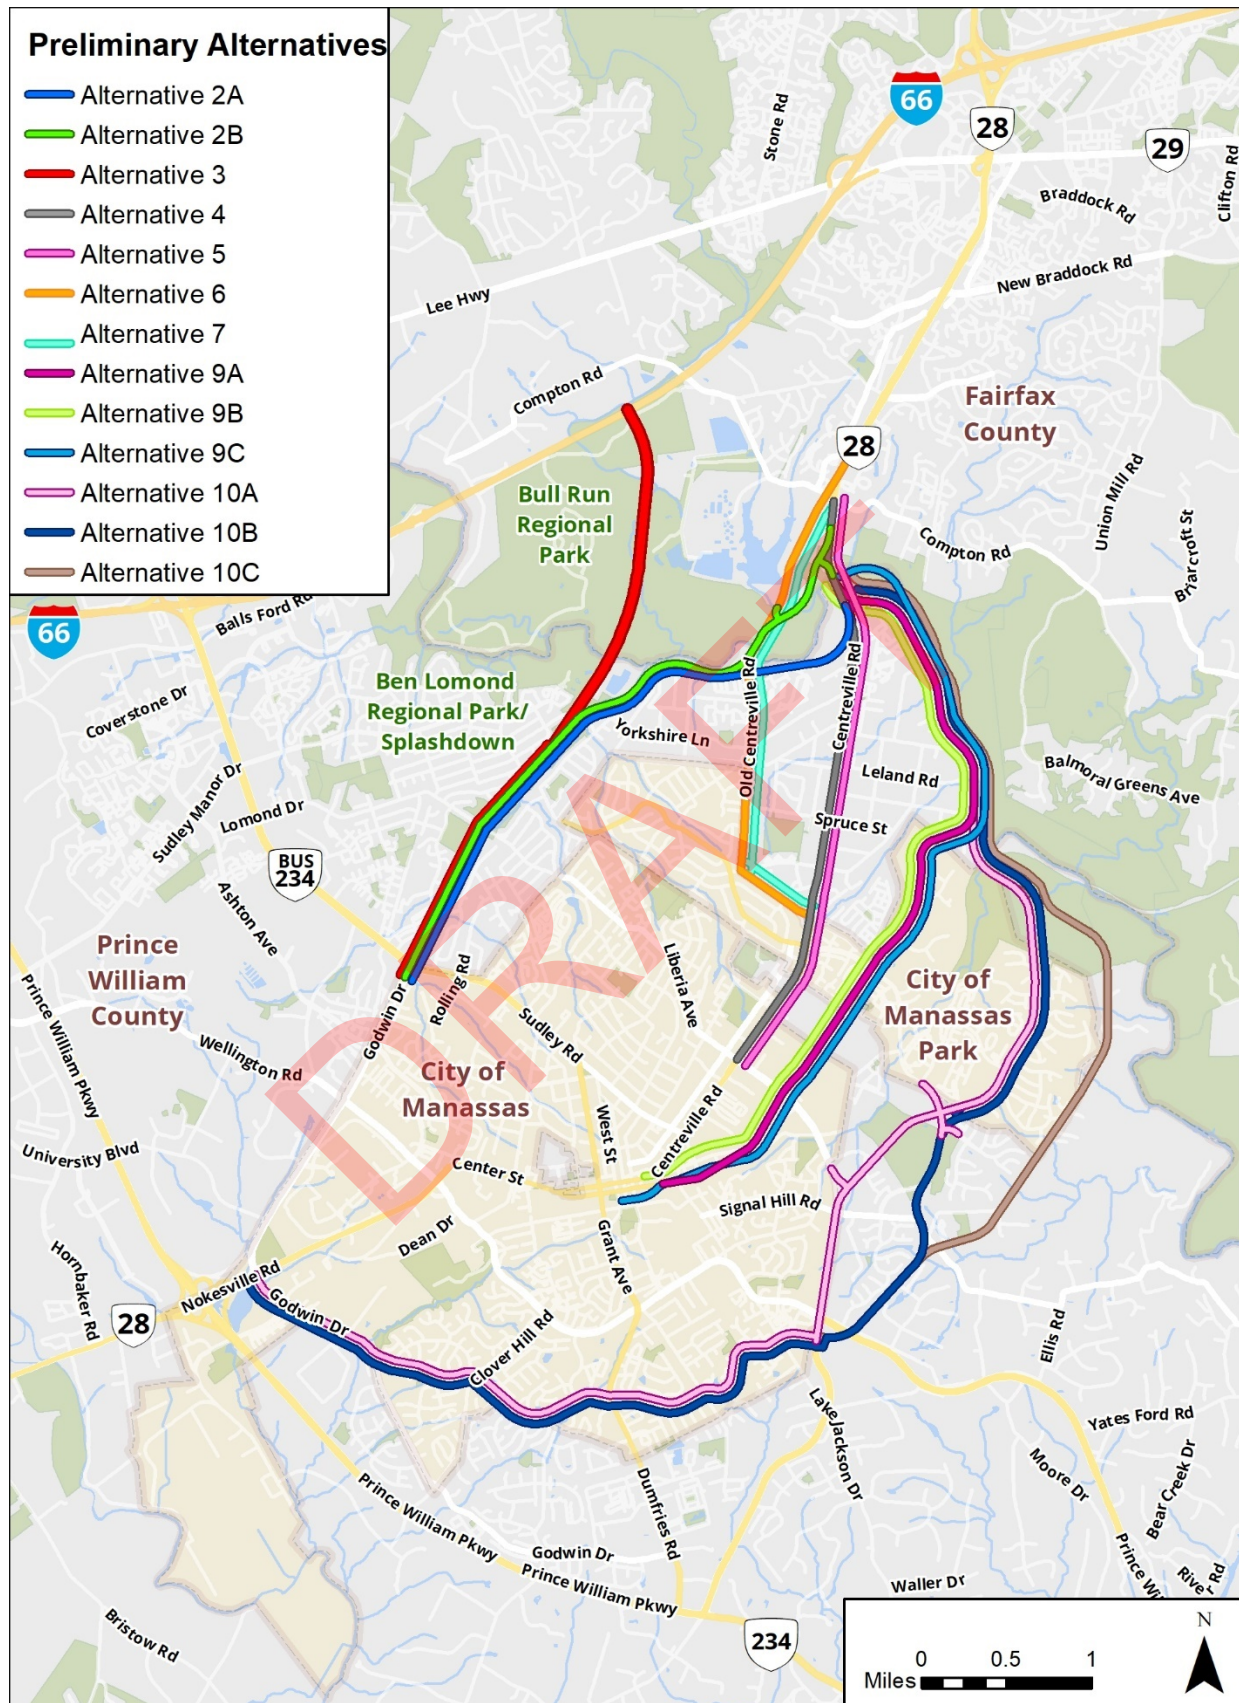 Preliminary Alternatives
Alternative 2A
Alternative 2B
Alternative 3
Alternative 4
Alternative 5
Alternative 6
Alternative 7
Alternative 9A
Alternative 9B
Alternative 9C
Alternative 10A
Alternative 10B
Alternative 10C
66
28
29
Stone Rd
Clifton Rd
Braddock Rd
New Braddock Rd
Lee Hwy
Compton Rd
Fairfax
County
28
Union Mill Rd
Bull Run
Regional
Park
Compton Rd
Briarcroft St
66
Balls Ford Rd
Ben Lomond
Regional Park/
Splashdown
Coverstone Dr
Yorkshire Ln
Old Centreville Rd
Centreville Rd
Leland Rd
Balmoral Greens Ave
Sudley Manor Dr
Lomond Dr
Spruce St
BUS
234
Ashton Ave
DRAFT
Prince
William
County
Prince William Pkwy
Godwin Dr
Rolling Rd
Liberia Ave
City of
Manassas
Park
Sudley Rd
Wellington Rd
City of
Manassas
University Blvd
Center St
West St
Centreville Rd
Signal Hill Rd
Dean Dr
Grant Ave
Hornbaker Rd
Nokesville Rd
28
Godwin Dr
Clover Hill Rd
Ellis Rd
Lake Jackson Dr
Yates Ford Rd
Moore Dr
Bear Creek Dr
Dumfries Rd
Prince William Pkwy
Godwin Dr
Prince William Pkwy
Waller Dr
Prince Wi
River Rd
Bristow Rd
234
N
0 0.5 1
Miles